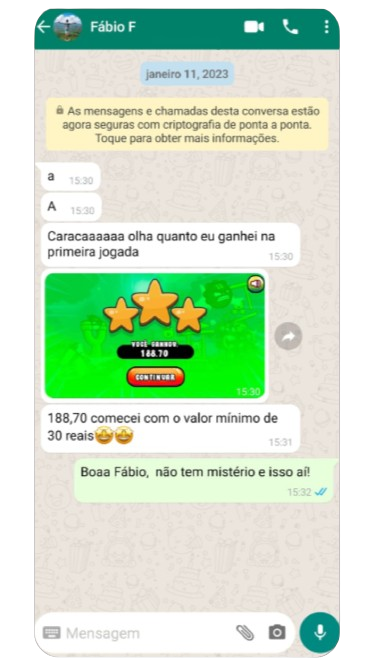 Fábio F
janeiro 11, 2023
As mensagens e chamadas desta conversa estão
agora seguras com criptografia de ponta a ponta.
Toque para obter mais informações.
a 15:30
A 15:30
Caracaaaaaa olha quanto eu ganhei na
primeira jogada
15:30
VOCÊ GANHOU
188.70
CONTINUAR
15:30
188,70 comecei com o valor mínimo de
30 reais🤩🤩
15:31
Boaa Fábio, não tem mistério e isso aí!
15:32
Mensagem